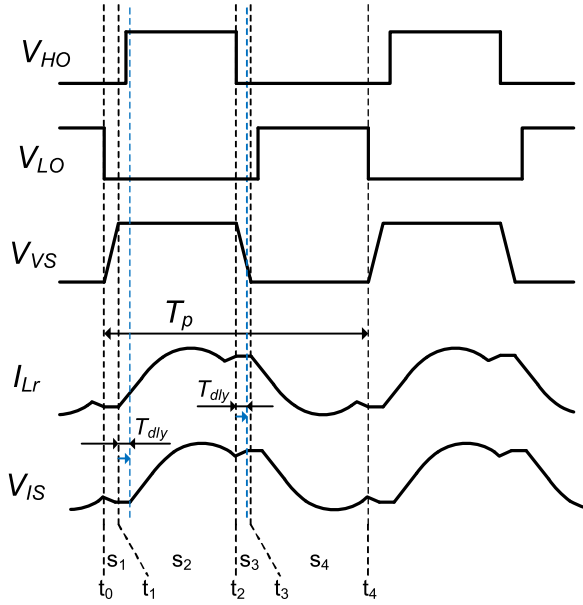 V_HO
V_LO
V_VS
T_p
I_Lr
T_dly
T_dly
V_IS
s_1 s_2 s_3 s_4
t_0 t_1 t_2 t_3 t_4